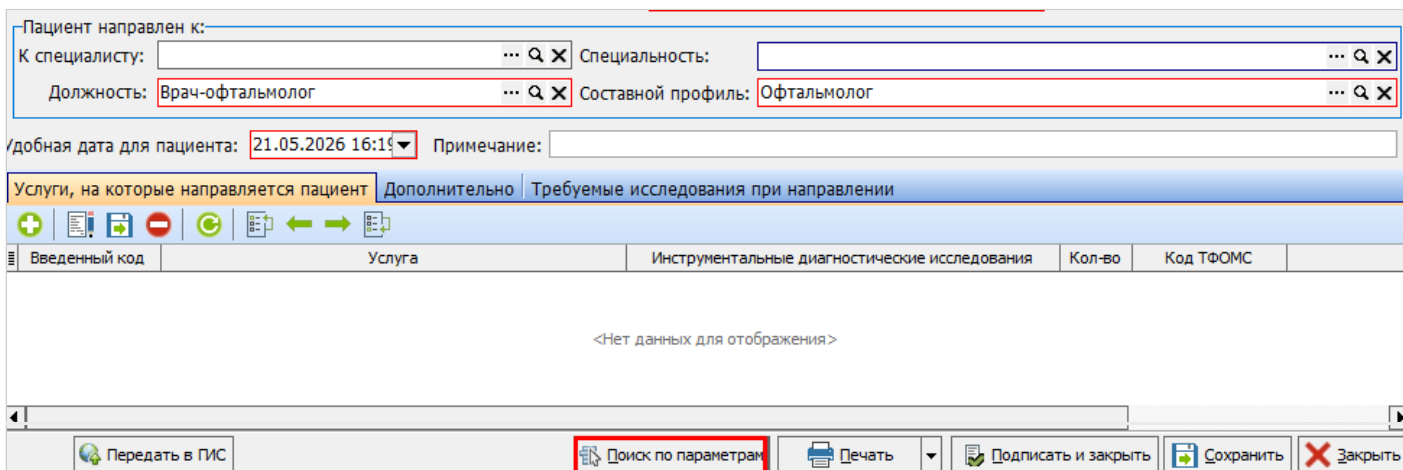 Пациент направлен к:
К специалисту: Специальность:
Должность: Врач-офтальмолог Составной профиль: Офтальмолог
Удобная дата для пациента: 21.05.2026 16:19 Примечание:
Услуги, на которые направляется пациент Дополнительно Требуемые исследования при направлении
Введенный код Услуга Инструментальные диагностические исследования Кол-во Код ТФОМС
<Нет данных для отображения>
Передать в ГИС Поиск по параметрам Печать Подписать и закрыть Сохранить Закрыть